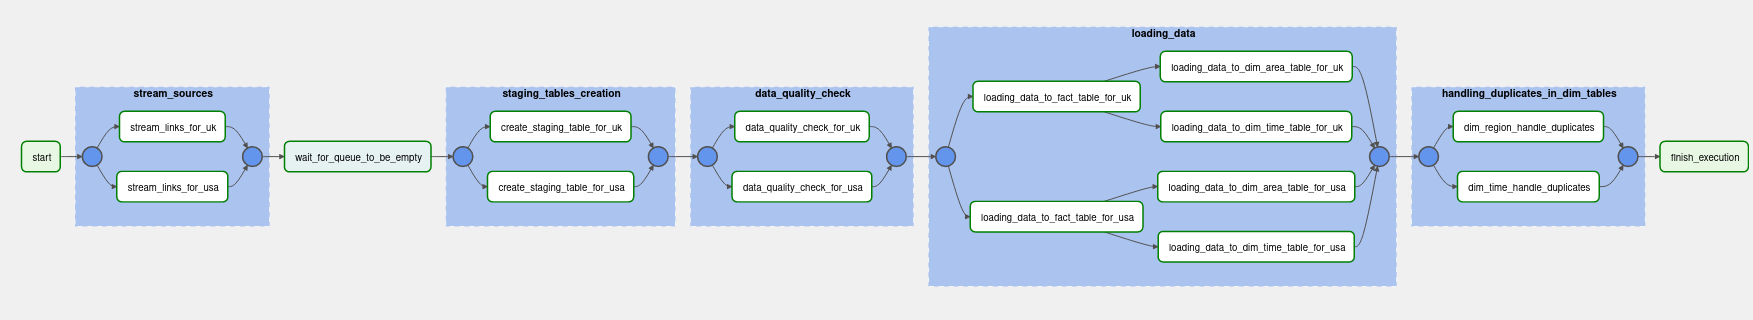 start
stream_sources
stream_links_for_uk
stream_links_for_usa
wait_for_queue_to_be_empty
staging_tables_creation
create_staging_table_for_uk
create_staging_table_for_usa
data_quality_check
data_quality_check_for_uk
data_quality_check_for_usa
loading_data
loading_data_to_fact_table_for_uk
loading_data_to_dim_area_table_for_uk
loading_data_to_dim_time_table_for_uk
loading_data_to_fact_table_for_usa
loading_data_to_dim_area_table_for_usa
loading_data_to_dim_time_table_for_usa
handling_duplicates_in_dim_tables
dim_region_handle_duplicates
dim_time_handle_duplicates
finish_execution